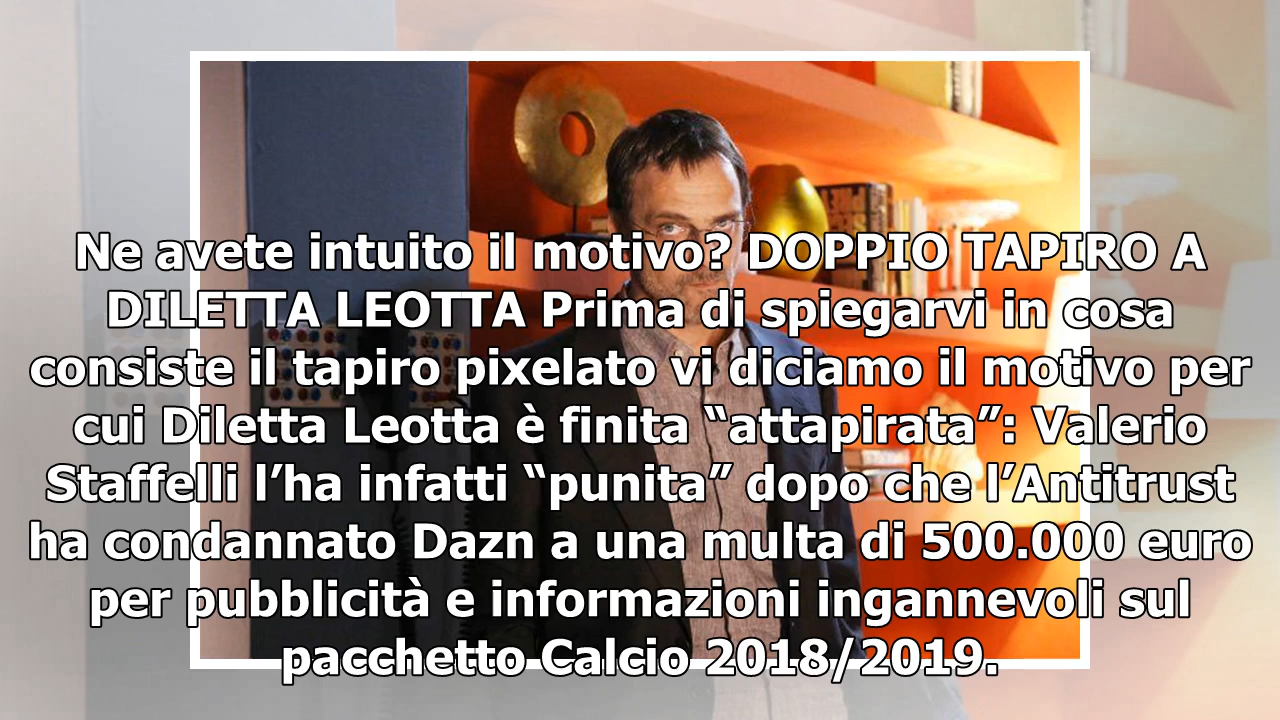 Ne avete intuito il motivo? DOPPIO TAPIRO A
DILETTA LEOTTA Prima di spiegarvi in cosa
consiste il tapiro pixelato vi diciamo il motivo per
cui Diletta Leotta è finita “attapirata”: Valerio
Staffelli l’ha infatti “punita” dopo che l’Antitrust
ha condannato Dazn a una multa di 500.000 euro
per pubblicità e informazioni ingannevoli sul
pacchetto Calcio 2018/2019.